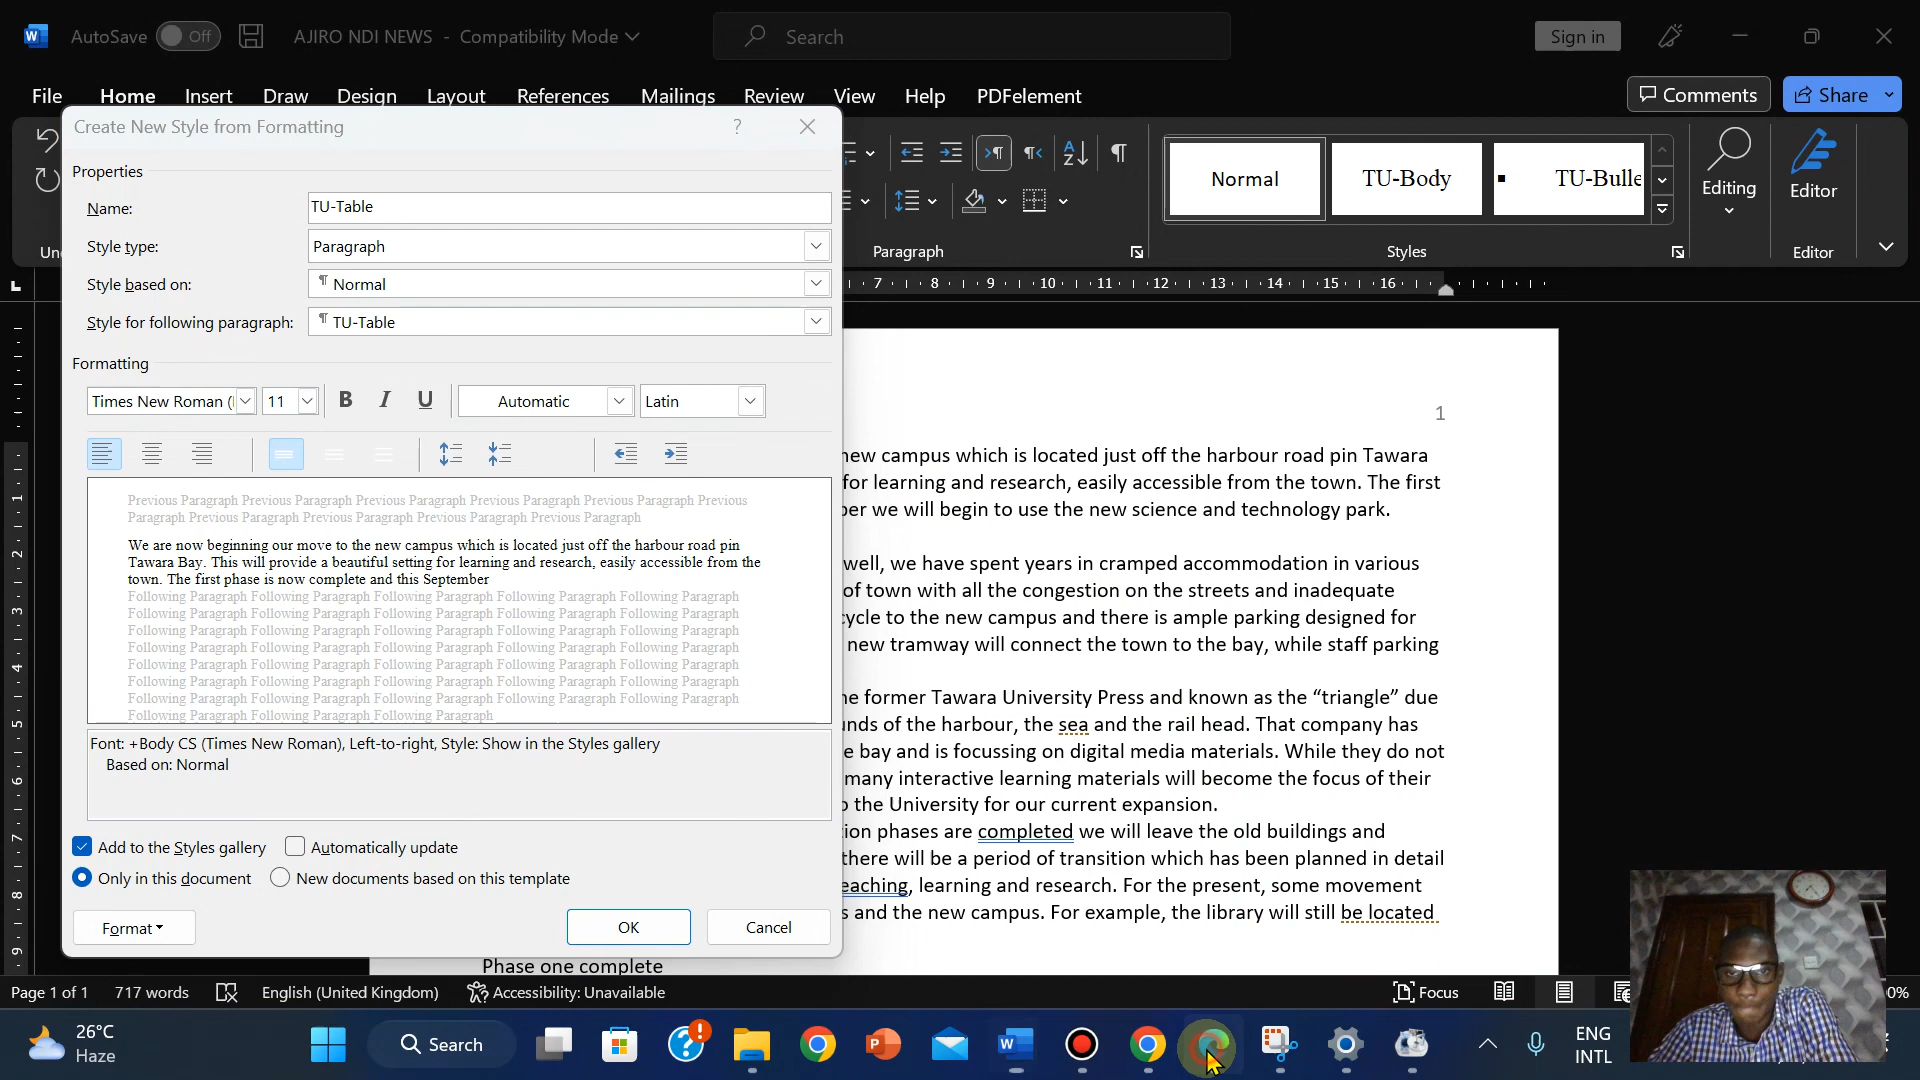 AutoSave Off AJIRO NDI NEWS - Compatibility Mode Search Sign in
File Home Insert Draw Design Layout References Mailings Review View Help PDFelement Comments Share
Normal TU-Body TU-Bulle
Editing Editor
Paragraph Styles Editor
7 8 9 10 11 12 13 14 15 16
Create New Style from Formatting
Properties
Name: TU-Table
Style type: Paragraph
Style based on: Normal
Style for following paragraph: TU-Table
Formatting
Times New Roman ( 11 B I U Automatic Latin
Previous Paragraph Previous Paragraph Previous Paragraph Previous Paragraph Previous Paragraph Previous
Paragraph Previous Paragraph Previous Paragraph Previous Paragraph Previous Paragraph
We are now beginning our move to the new campus which is located just off the harbour road pin
Tawara Bay. This will provide a beautiful setting for learning and research, easily accessible from the
town. The first phase is now complete and this September
Following Paragraph Following Paragraph Following Paragraph Following Paragraph Following Paragraph
Following Paragraph Following Paragraph Following Paragraph Following Paragraph Following Paragraph
Following Paragraph Following Paragraph Following Paragraph Following Paragraph Following Paragraph
Following Paragraph Following Paragraph Following Paragraph Following Paragraph Following Paragraph
Following Paragraph Following Paragraph Following Paragraph Following Paragraph Following Paragraph
Following Paragraph Following Paragraph Following Paragraph Following Paragraph Following Paragraph
Following Paragraph Following Paragraph Following Paragraph Following Paragraph Following Paragraph
Following Paragraph Following Paragraph Following Paragraph
Font: +Body CS (Times New Roman), Left-to-right, Style: Show in the Styles gallery
Based on: Normal
Add to the Styles gallery Automatically update
Only in this document New documents based on this template
Format OK Cancel
1
new campus which is located just off the harbour road pin Tawara
for learning and research, easily accessible from the town. The first
ber we will begin to use the new science and technology park.
well, we have spent years in cramped accommodation in various
of town with all the congestion on the streets and inadequate
cycle to the new campus and there is ample parking designed for
new tramway will connect the town to the bay, while staff parking
he former Tawara University Press and known as the “triangle” due
unds of the harbour, the sea and the rail head. That company has
e bay and is focussing on digital media materials. While they do not
many interactive learning materials will become the focus of their
o the University for our current expansion.
tion phases are completed we will leave the old buildings and
there will be a period of transition which has been planned in detail
eaching, learning and research. For the present, some movement
s and the new campus. For example, the library will still be located
Phase one complete
Page 1 of 1 717 words English (United Kingdom) Accessibility: Unavailable Focus 0%
26°C
Haze
Search
ENG
INTL